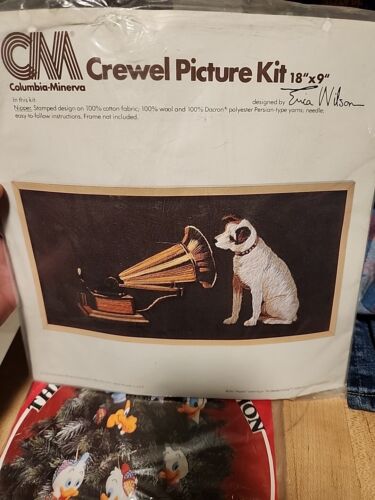 CM
Columbia-Minerva
Crewel Picture Kit 18"x9"
In this kit
Nipper: Stamped design on 100% cotton fabric; 100% wool and 100% Dacron® polyester Persian-type yarns; needle;
easy to follow instructions. Frame not included.
designed by Erica Wilson
TH
ION